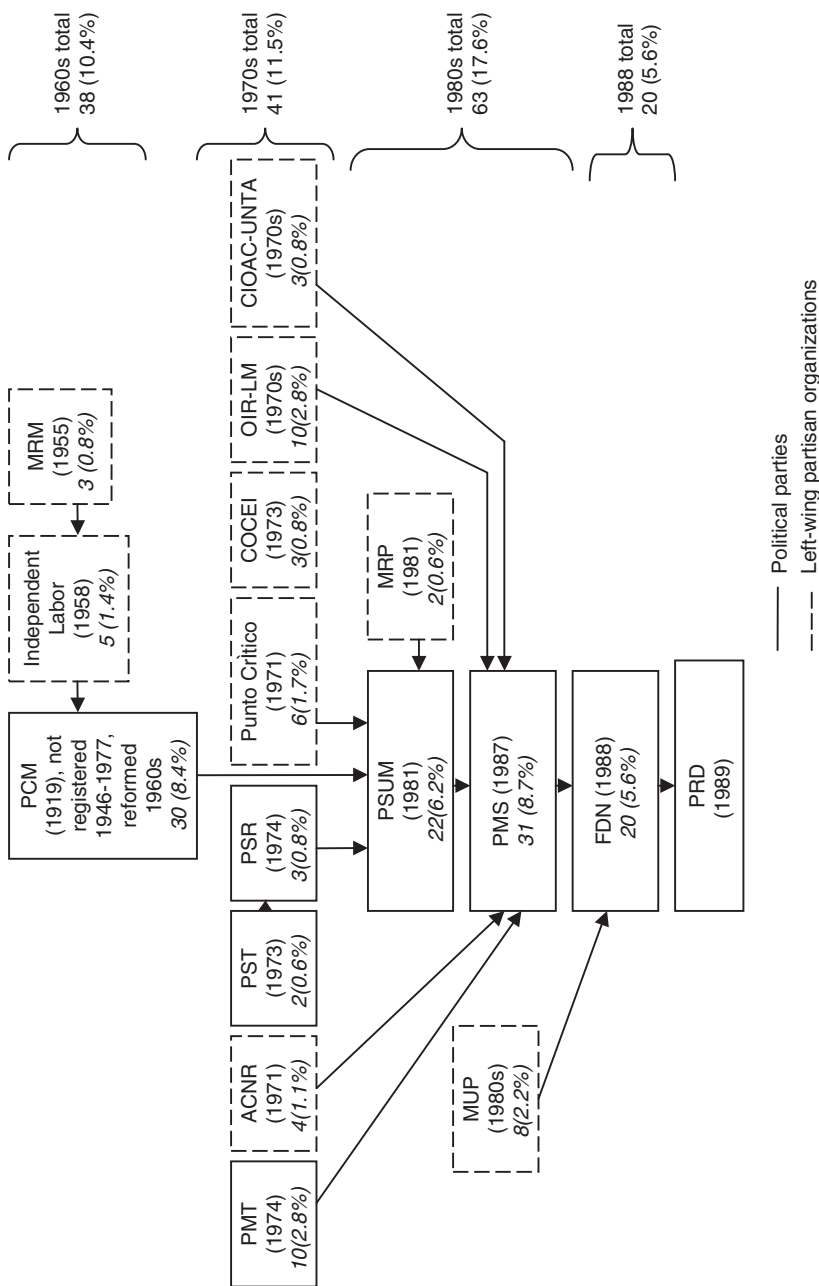 PCM
(1919), not
registered
1946-1977,
reformed
1960s
30 (8.4%)
Independent
Labor
(1958)
5 (1.4%)
MRM
(1955)
3 (0.8%)
1960s total
38 (10.4%)
PMT
(1974)
10(2.8%)
ACNR
(1971)
4(1.1%)
PST
(1973)
2(0.6%)
PSR
(1974)
3(0.8%)
Punto Crìtico
(1971)
6(1.7%)
COCEI
(1973)
3(0.8%)
OIR-LM
(1970s)
10(2.8%)
CIOAC-UNTA
(1970s)
3(0.8%)
1970s total
41 (11.5%)
PSUM
(1981)
22(6.2%)
MRP
(1981)
2(0.6%)
PMS (1987)
31 (8.7%)
MUP
(1980s)
8(2.2%)
1980s total
63 (17.6%)
FDN (1988)
20 (5.6%)
1988 total
20 (5.6%)
PRD
(1989)
Political parties
Left-wing partisan organizations